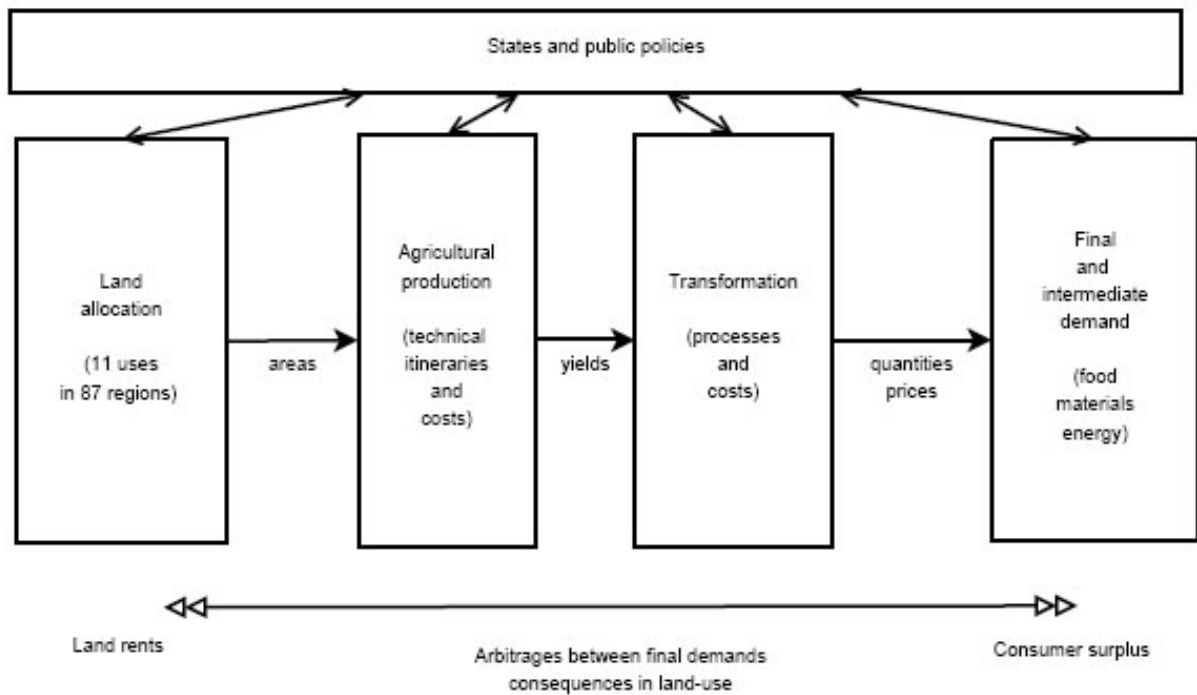 States and public policies
Land
allocation
(11 uses
in 87 regions)
areas
Agricultural
production
(technical
itineraries
and
costs)
yields
Transformation
(processes
and
costs)
quantities
prices
Final
and
intermediate
demand
(food
materials
energy)
Land rents
Arbitrages between final demands
consequences in land-use
Consumer surplus